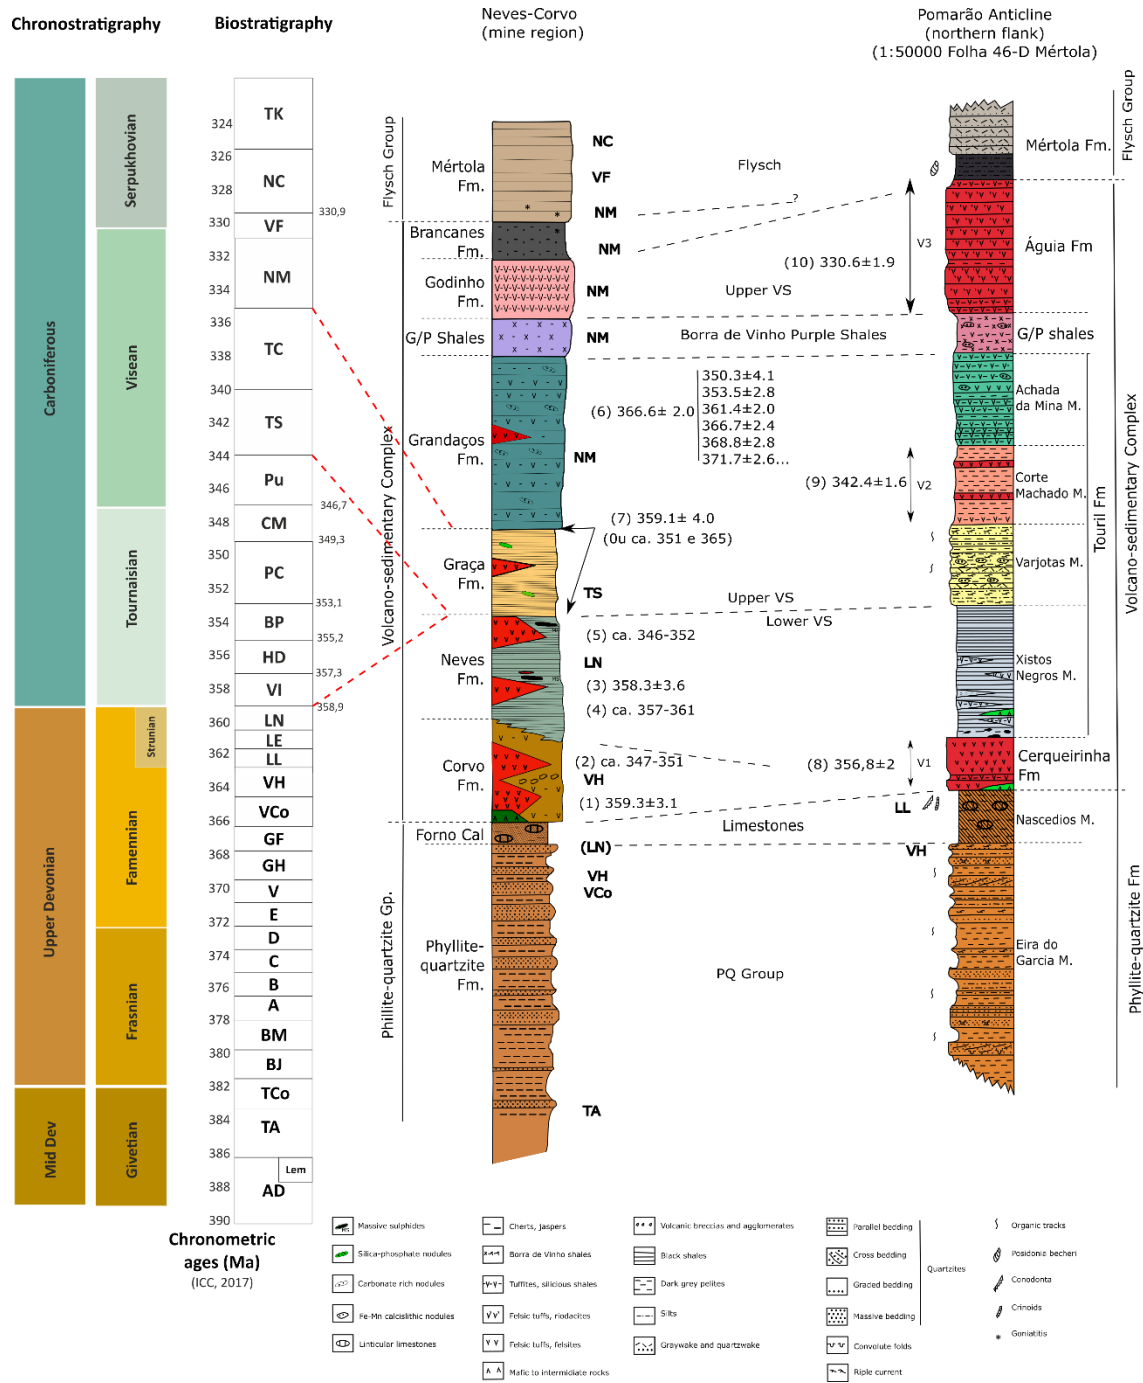 Chronostratigraphy
Biostratigraphy
Neves-Corvo
(mine region)
Pomarão Anticline
(northern flank)
(1:50000 Folha 46-D Mértola)
Carboniferous
Upper Devonian
Mid Dev
Serpukhovian
Visean
Tournaisian
Strunian
Famennian
Frasnian
Givetian
324
326
328
330
332
334
336
338
340
342
344
346
348
350
352
354
356
358
360
362
364
366
368
370
372
374
376
378
380
382
384
386
388
390
TK
NC
VF
NM
TC
TS
Pu
CM
PC
BP
HD
VI
LN
LE
LL
VH
VCo
GF
GH
V
E
D
C
B
A
BM
BJ
TCo
TA
Lem
AD
330,9
346,7
349,3
353,1
355,2
357,3
358,9
Chronometric
ages (Ma)
(ICC, 2017)
Flysch Group
Volcano-sedimentary Complex
Phillite-quartzite Gp.
Mértola
Fm.
Brancanes
Fm.
Godinho
Fm.
G/P Shales
Grandaços
Fm.
Graça
Fm.
Neves
Fm.
Corvo
Fm.
Forno Cal
Phyllite-
quartzite
Fm.
MS
MS
NC
VF
NM
NM
NM
NM
NM
TS
LN
VH
(LN)
VH
VCo
TA
Flysch
?
Upper VS
Borra de Vinho Purple Shales
(6) 366.6± 2.0
350.3±4.1
353.5±2.8
361.4±2.0
366.7±2.4
368.8±2.8
371.7±2.6...
(7) 359.1± 4.0
(0u ca. 351 e 365)
Upper VS
Lower VS
(5) ca. 346-352
(3) 358.3±3.6
(4) ca. 357-361
(2) ca. 347-351
(1) 359.3±3.1
Limestones
PQ Group
(10) 330.6±1.9
V3
(9) 342.4±1.6
V2
(8) 356,8±2
V1
LL
VH
Mértola Fm.
Águia Fm
G/P shales
Achada
da Mina M.
Corte
Machado M.
Varjotas M.
Xistos
Negros M.
Cerqueirinha
Fm
Nascedios M.
Eira do
Garcia M.
Touril Fm
Flysch Group
Volcano-sedimentary Complex
Phyllite-quartzite Fm
MS
Massive sulphides
Silica-phosphate nodules
Carbonate rich nodules
Fe-Mn calcislithic nodules
Linticular limestones
Cherts, jaspers
Borra de Vinho shales
Tuffites, silicious shales
Felsic tuffs, riodacites
Felsic tuffs, felsites
Mafic to intermidiate rocks
Volcanic breccias and agglomerates
Black shales
Dark grey pelites
Silts
Graywake and quartzwake
Parallel bedding
Cross bedding
Graded bedding
Massive bedding
Quartzites
Convolute folds
Riple current
Organic tracks
Posidonia becheri
Conodonta
Crinoids
Goniatitis